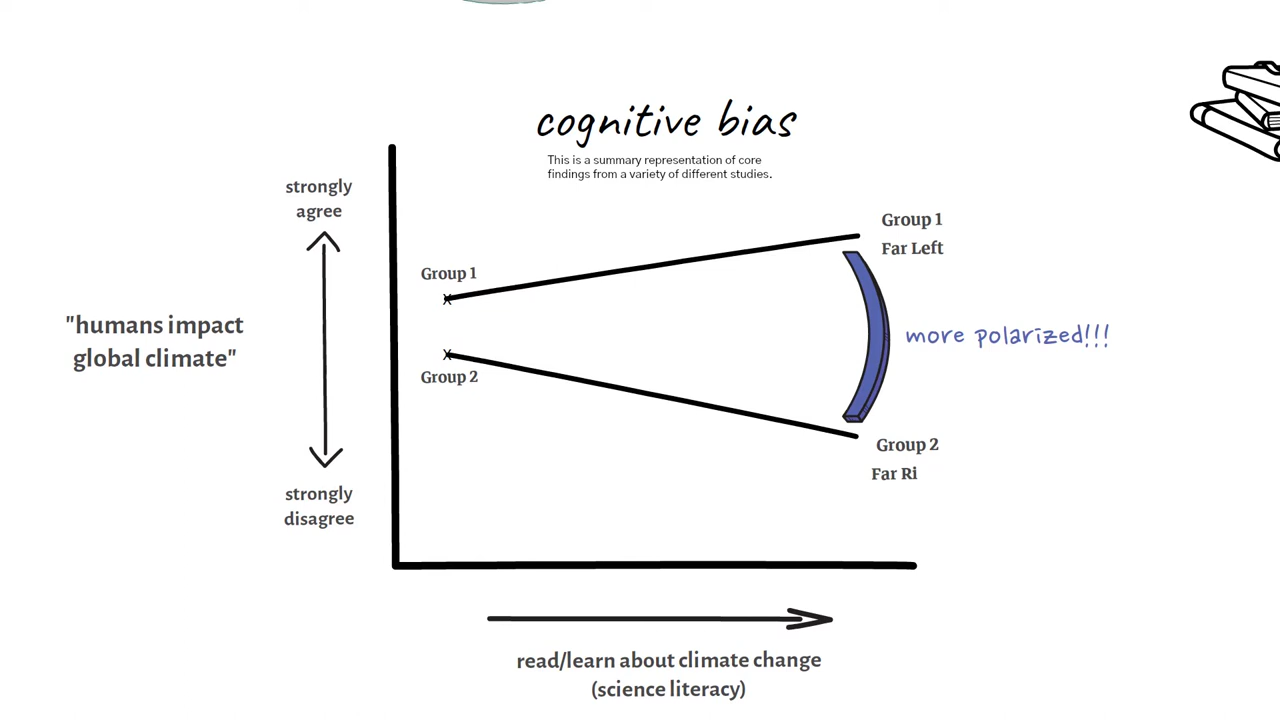 cognitive bias
This is a summary representation of core
findings from a variety of different studies.
strongly
agree
Group 1
Far Left
Group 1
"humans impact
global climate"
more polarized!!!
Group 2
Group 2
Far Ri
strongly
disagree
read/learn about climate change
(science literacy)